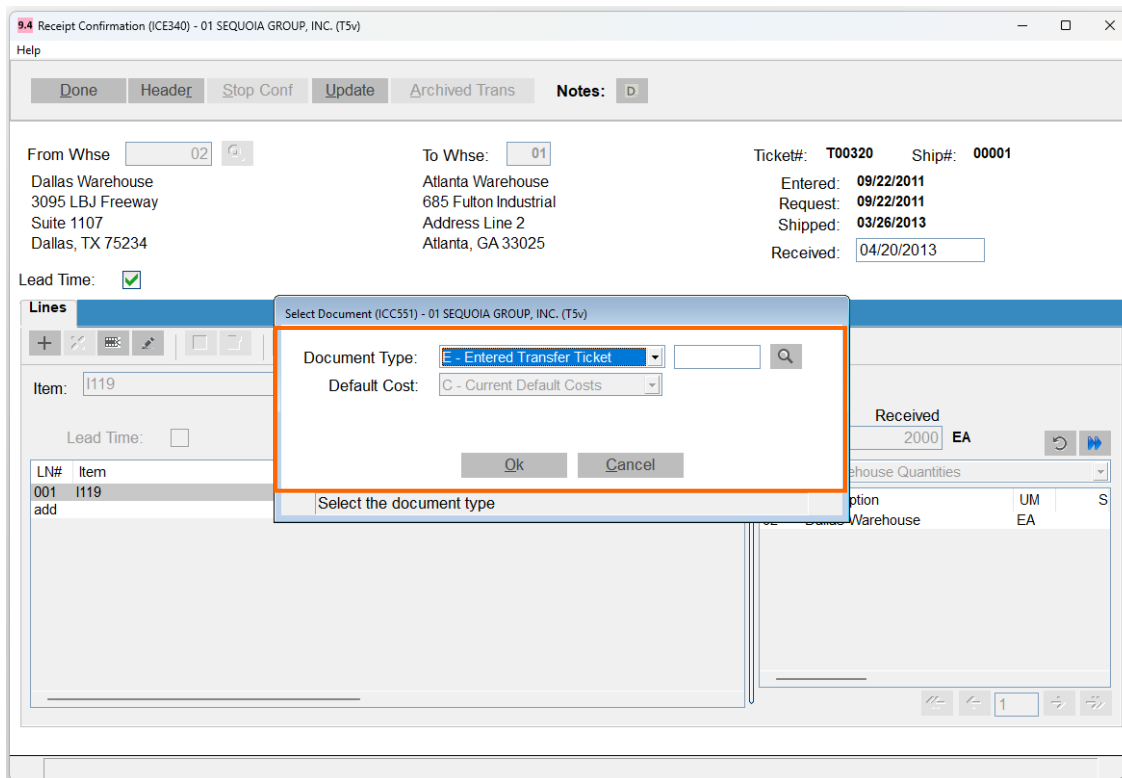 9.4 Receipt Confirmation (ICE340) - 01 SEQUOIA GROUP, INC. (T5v)
Help
Done Header Stop Conf Update Archived Trans Notes: D
From Whse 02 To Whse: 01 Ticket#: T00320 Ship#: 00001
Dallas Warehouse Atlanta Warehouse Entered: 09/22/2011
3095 LBJ Freeway 685 Fulton Industrial Request: 09/22/2011
Suite 1107 Address Line 2 Shipped: 03/26/2013
Dallas, TX 75234 Atlanta, GA 33025 Received: 04/20/2013
Lead Time:
Lines
Select Document (ICC551) - 01 SEQUOIA GROUP, INC. (T5v)
Document Type: E - Entered Transfer Ticket
Default Cost: C - Current Default Costs
Ok Cancel
Select the document type
Item: I119
Received
Lead Time: 2000 EA
LN# Item
001 I119
add
house Quantities
ption UM S
Dallas Warehouse EA
1